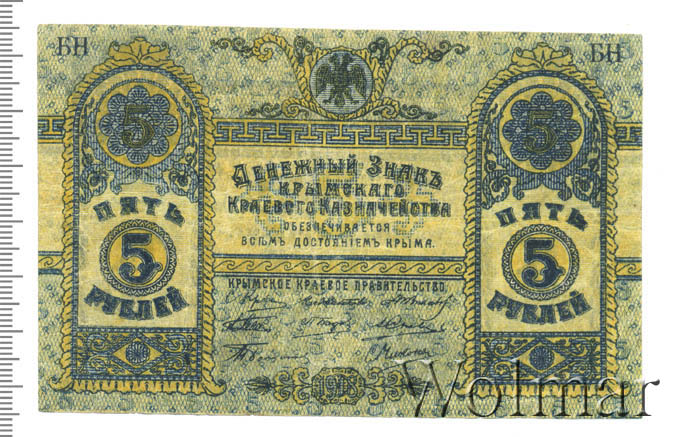 БН БН
5 5
Денежный Знакъ
Крымскаго
Краевого Казначейства
обезпечивается
всѣмъ достоянiемъ Крыма.
ПЯТЬ
5
РУБЛЕЙ
ПЯТЬ
5
РУБЛЕЙ
Крымское Краевое Правительство.
1918
Wolmar